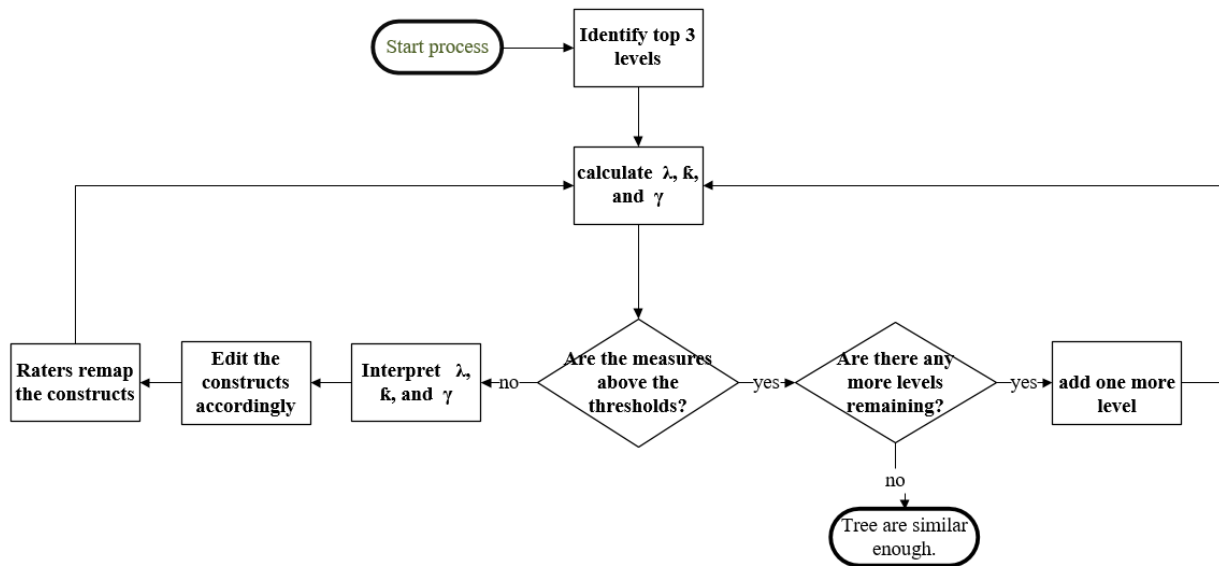 Start process
Identify top 3
levels
calculate λ, ƙ,
and γ
Raters remap
the constructs
Edit the
constructs
accordingly
Interpret λ,
ƙ, and γ
no
Are the measures
above the
thresholds?
yes
Are there any
more levels
remaining?
yes
add one more
level
no
Tree are similar
enough.